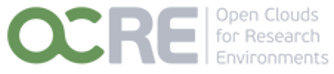 OCRE
Open Clouds
for Research
Environments